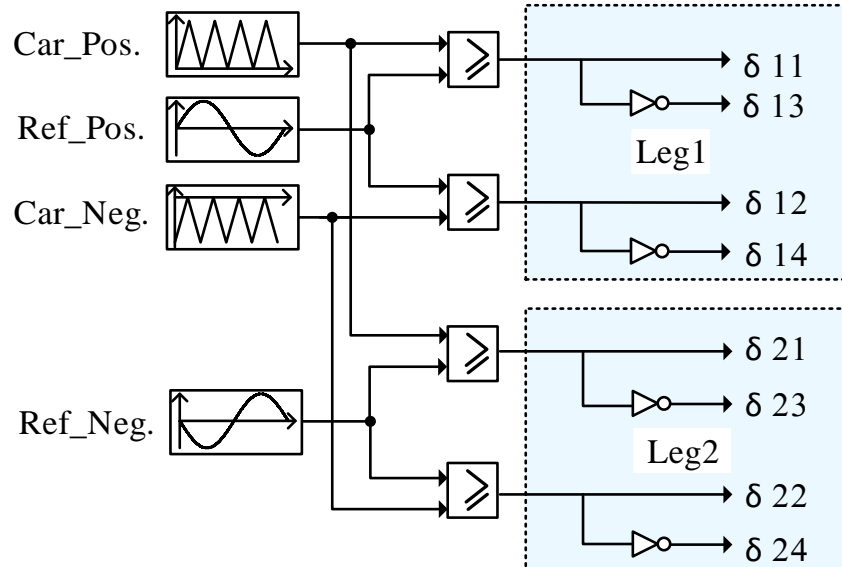 Car_Pos.
δ 11
δ 13
Ref_Pos.
Leg1
Car_Neg.
δ 12
δ 14
δ 21
Ref_Neg.
δ 23
Leg2
δ 22
δ 24